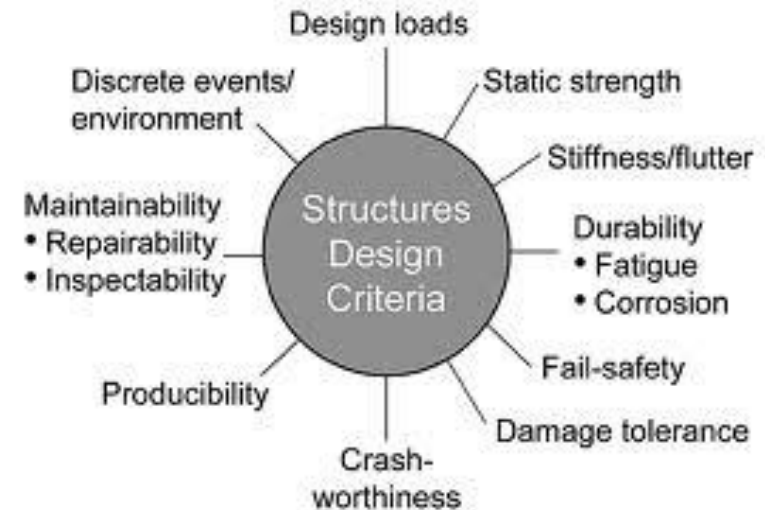 Design loads
Static strength
Stiffness/flutter
Durability
• Fatigue
• Corrosion
Fail-safety
Damage tolerance
Crash-
worthiness
Producibility
Maintainability
• Repairability
• Inspectability
Discrete events/
environment
Structures
Design
Criteria